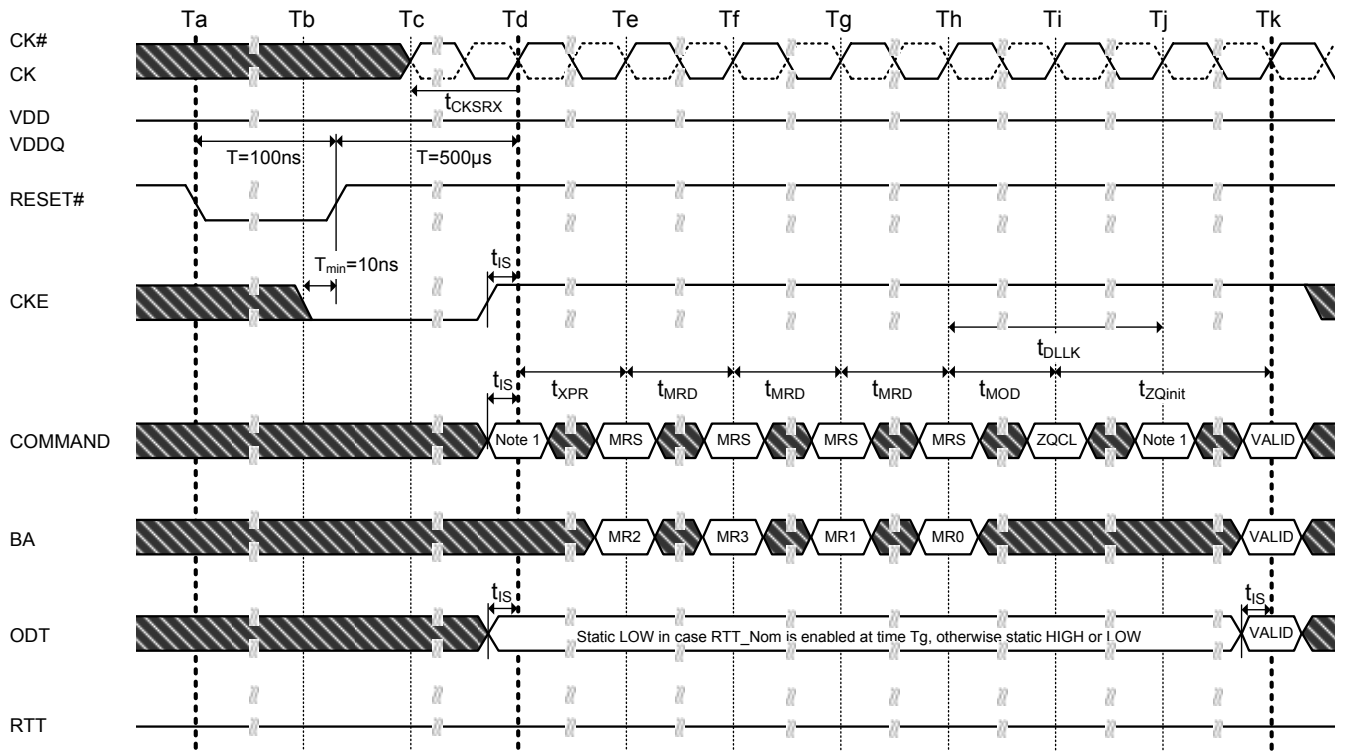 Ta Tb Tc Td Te Tf Tg Th Ti Tj Tk
CK#
CK
tCKSRX
VDD
VDDQ
T=100ns T=500µs
RESET#
Tmin=10ns tIS
CKE
tDLLK
tIS tXPR tMRD tMRD tMRD tMOD tZQinit
COMMAND Note 1 MRS MRS MRS MRS ZQCL Note 1 VALID
BA MR2 MR3 MR1 MR0 VALID
tIS tIS
ODT Static LOW in case RTT_Nom is enabled at time Tg, otherwise static HIGH or LOW VALID
RTT